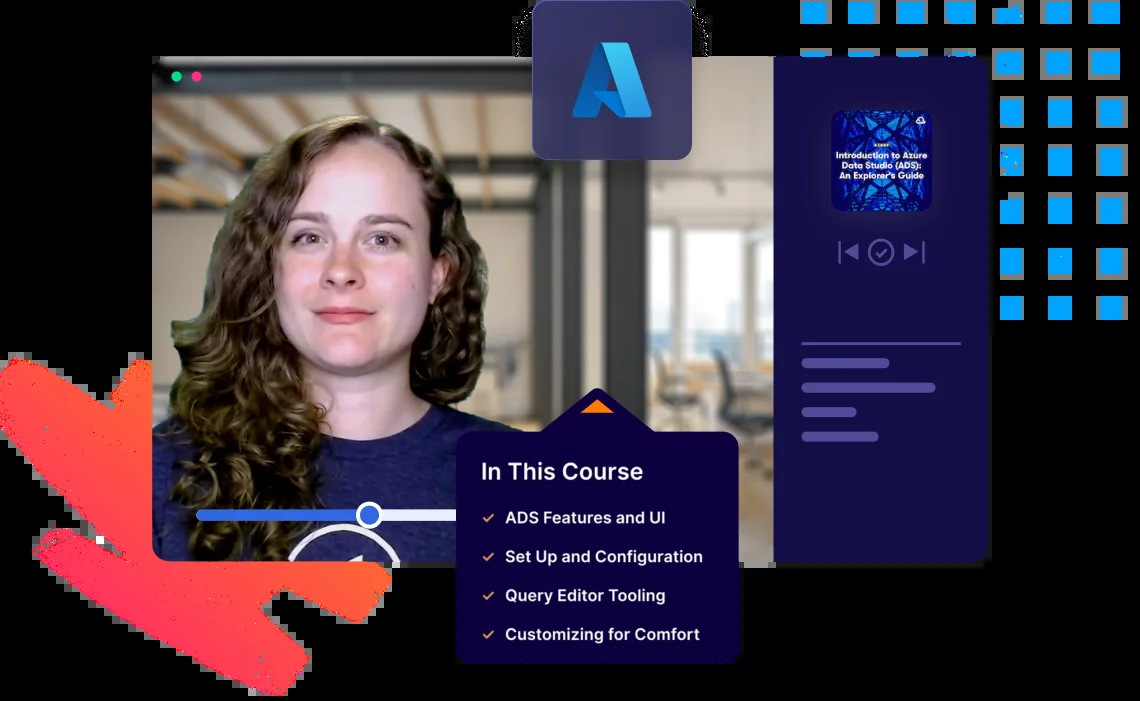 AZURE
Introduction to Azure
Data Studio (ADS):
An Explorer's Guide
In This Course
ADS Features and UI
Set Up and Configuration
Query Editor Tooling
Customizing for Comfort